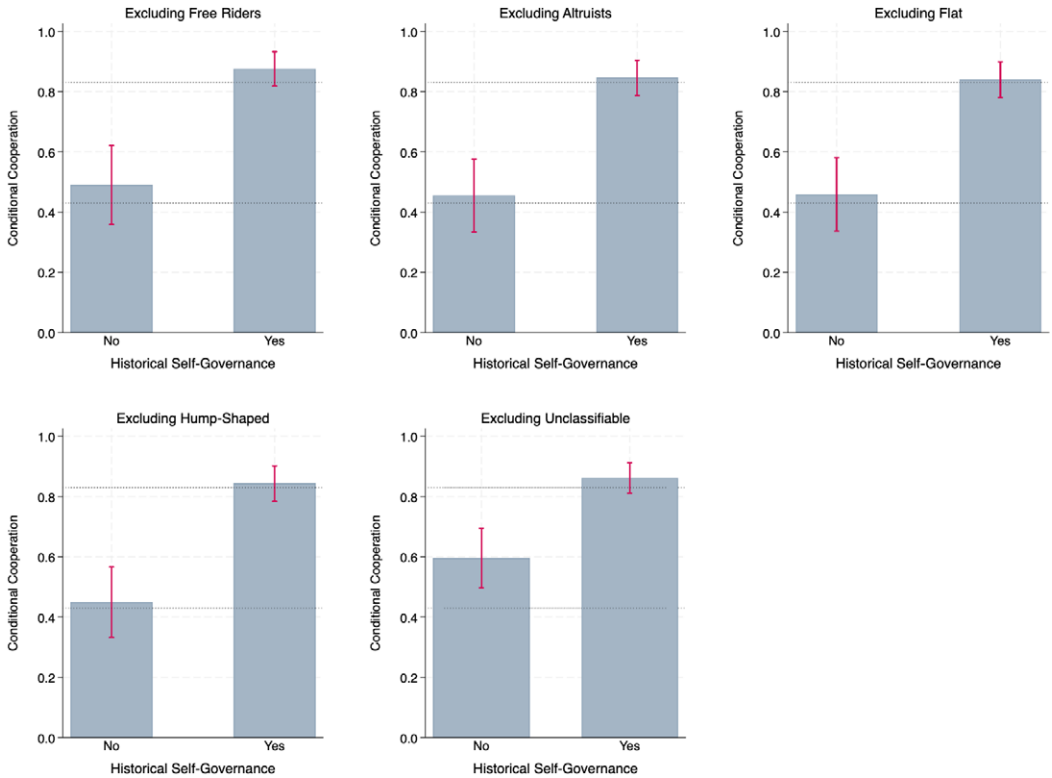 Excluding Free Riders
1.0
0.8
0.6
0.4
0.2
0.0
Conditional Cooperation
No
Yes
Historical Self-Governance
Excluding Altruists
1.0
0.8
0.6
0.4
0.2
0.0
Conditional Cooperation
No
Yes
Historical Self-Governance
Excluding Flat
1.0
0.8
0.6
0.4
0.2
0.0
Conditional Cooperation
No
Yes
Historical Self-Governance
Excluding Hump-Shaped
1.0
0.8
0.6
0.4
0.2
0.0
Conditional Cooperation
No
Yes
Historical Self-Governance
Excluding Unclassifiable
1.0
0.8
0.6
0.4
0.2
0.0
Conditional Cooperation
No
Yes
Historical Self-Governance